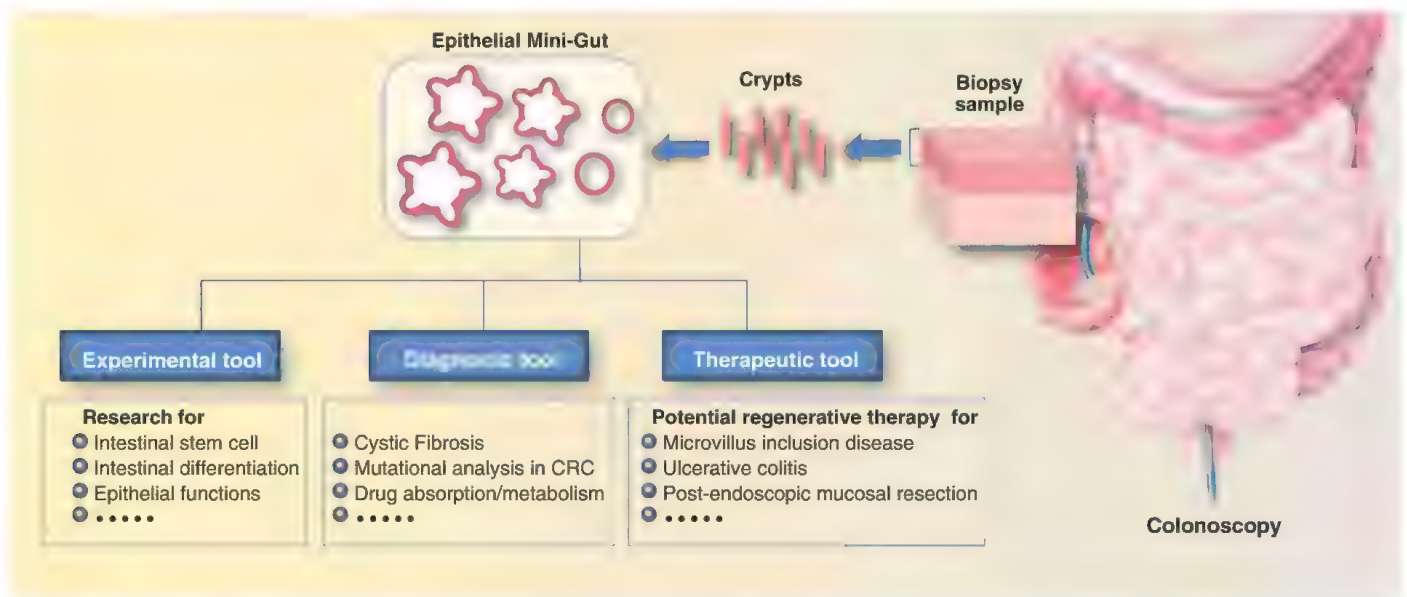 Epithelial Mini-Gut
Crypts
Biopsy
sample
Experimental tool
tool
Therapeutic tool
Research for
Intestinal stem cell
Intestinal differentiation
Epithelial functions
•••••
Cystic Fibrosis
Mutational analysis in CRC
Drug absorption/metabolism
•••••
Potential regenerative therapy for
Microvillus inclusion disease
Ulcerative colitis
Post-endoscopic mucosal resection
•••••
Colonoscopy